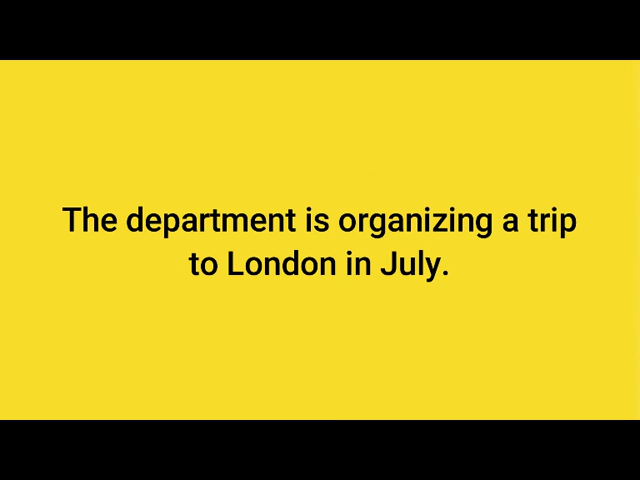 The department is organizing a trip
to London in July.